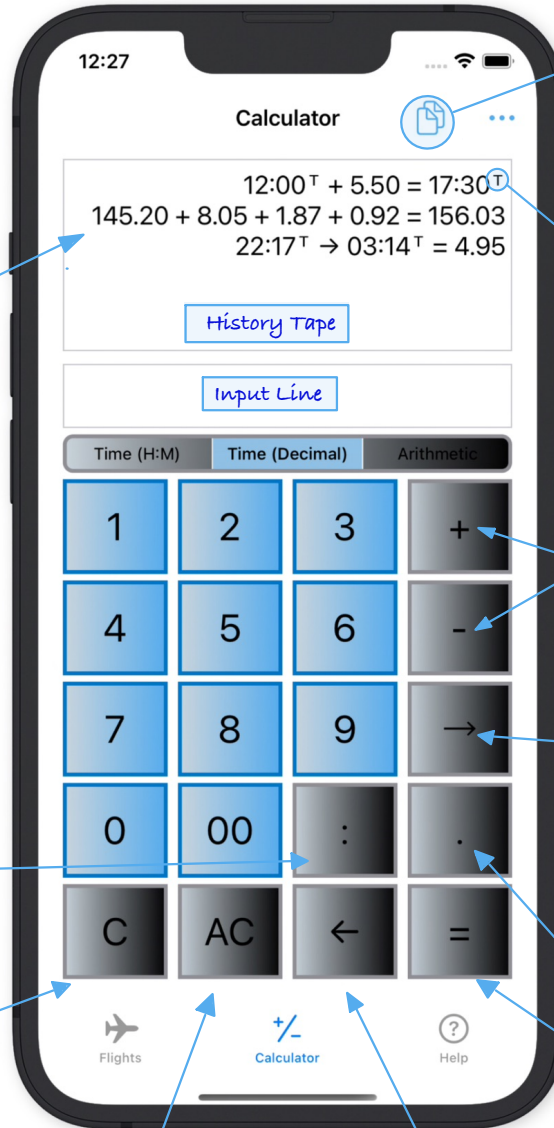 12:27
Calculator
12:00ᵀ + 5.50 = 17:30ᵀ
145.20 + 8.05 + 1.87 + 0.92 = 156.03
22:17ᵀ → 03:14ᵀ = 4.95
History Tape
Input Line
Time (H:M) Time (Decimal) Arithmetic
1 2 3 +
4 5 6 -
7 8 9 →
0 00 : .
C AC ← =
+/-
Flights Calculator ? Help